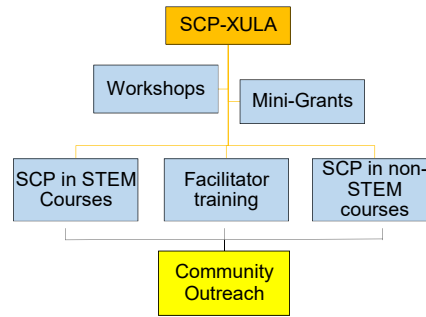 SCP-XULA
Workshops
Mini-Grants
SCP in STEM
Courses
Facilitator
training
SCP in non-
STEM
courses
Community
Outreach